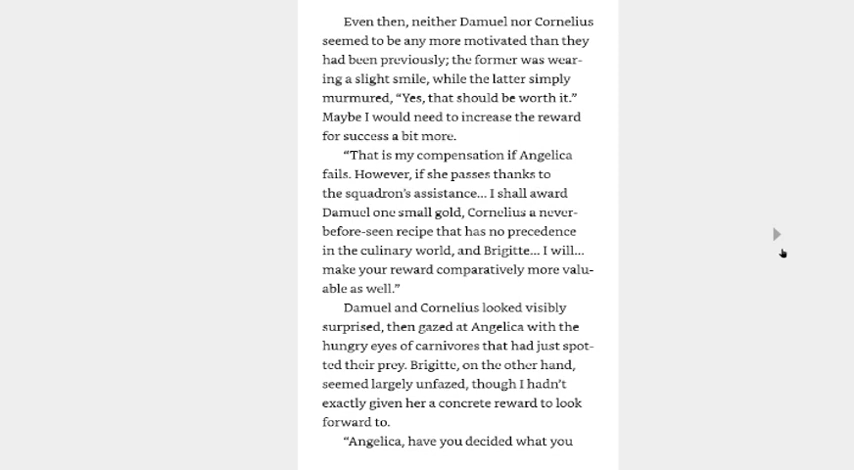 Even then, neither Damuel nor Cornelius
seemed to be any more motivated than they
had been previously; the former was wear-
ing a slight smile, while the latter simply
murmured, “Yes, that should be worth it.”
Maybe I would need to increase the reward
for success a bit more.
“That is my compensation if Angelica
fails. However, if she passes thanks to
the squadron’s assistance... I shall award
Damuel one small gold, Cornelius a never-
before-seen recipe that has no precedence
in the culinary world, and Brigitte... I will...
make your reward comparatively more valu-
able as well.”
Damuel and Cornelius looked visibly
surprised, then gazed at Angelica with the
hungry eyes of carnivores that had just spot-
ted their prey. Brigitte, on the other hand,
seemed largely unfazed, though I hadn’t
exactly given her a concrete reward to look
forward to.
“Angelica, have you decided what you